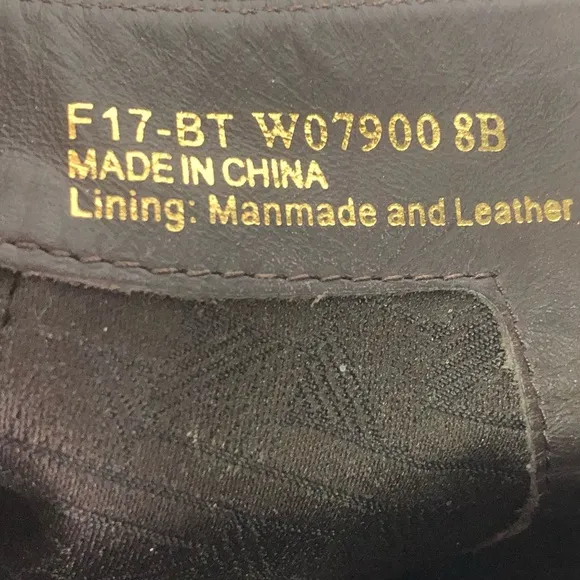 F17-BT W07900 8B
MADE IN CHINA
Lining: Manmade and Leather